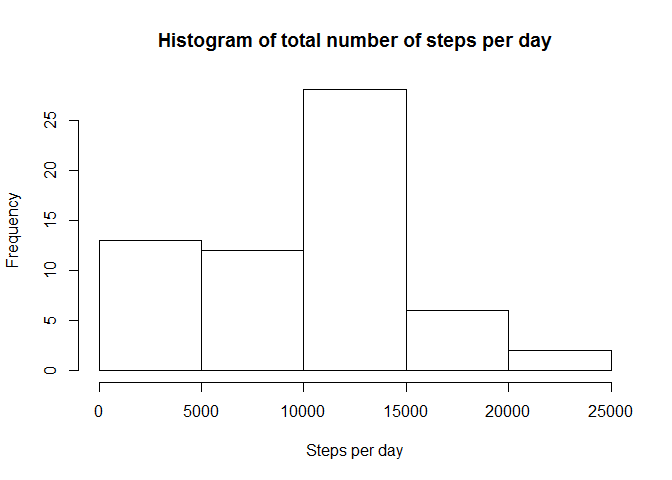 Histogram of total number of steps per day
Frequency
25
20
15
10
5
0
0 5000 10000 15000 20000 25000
Steps per day